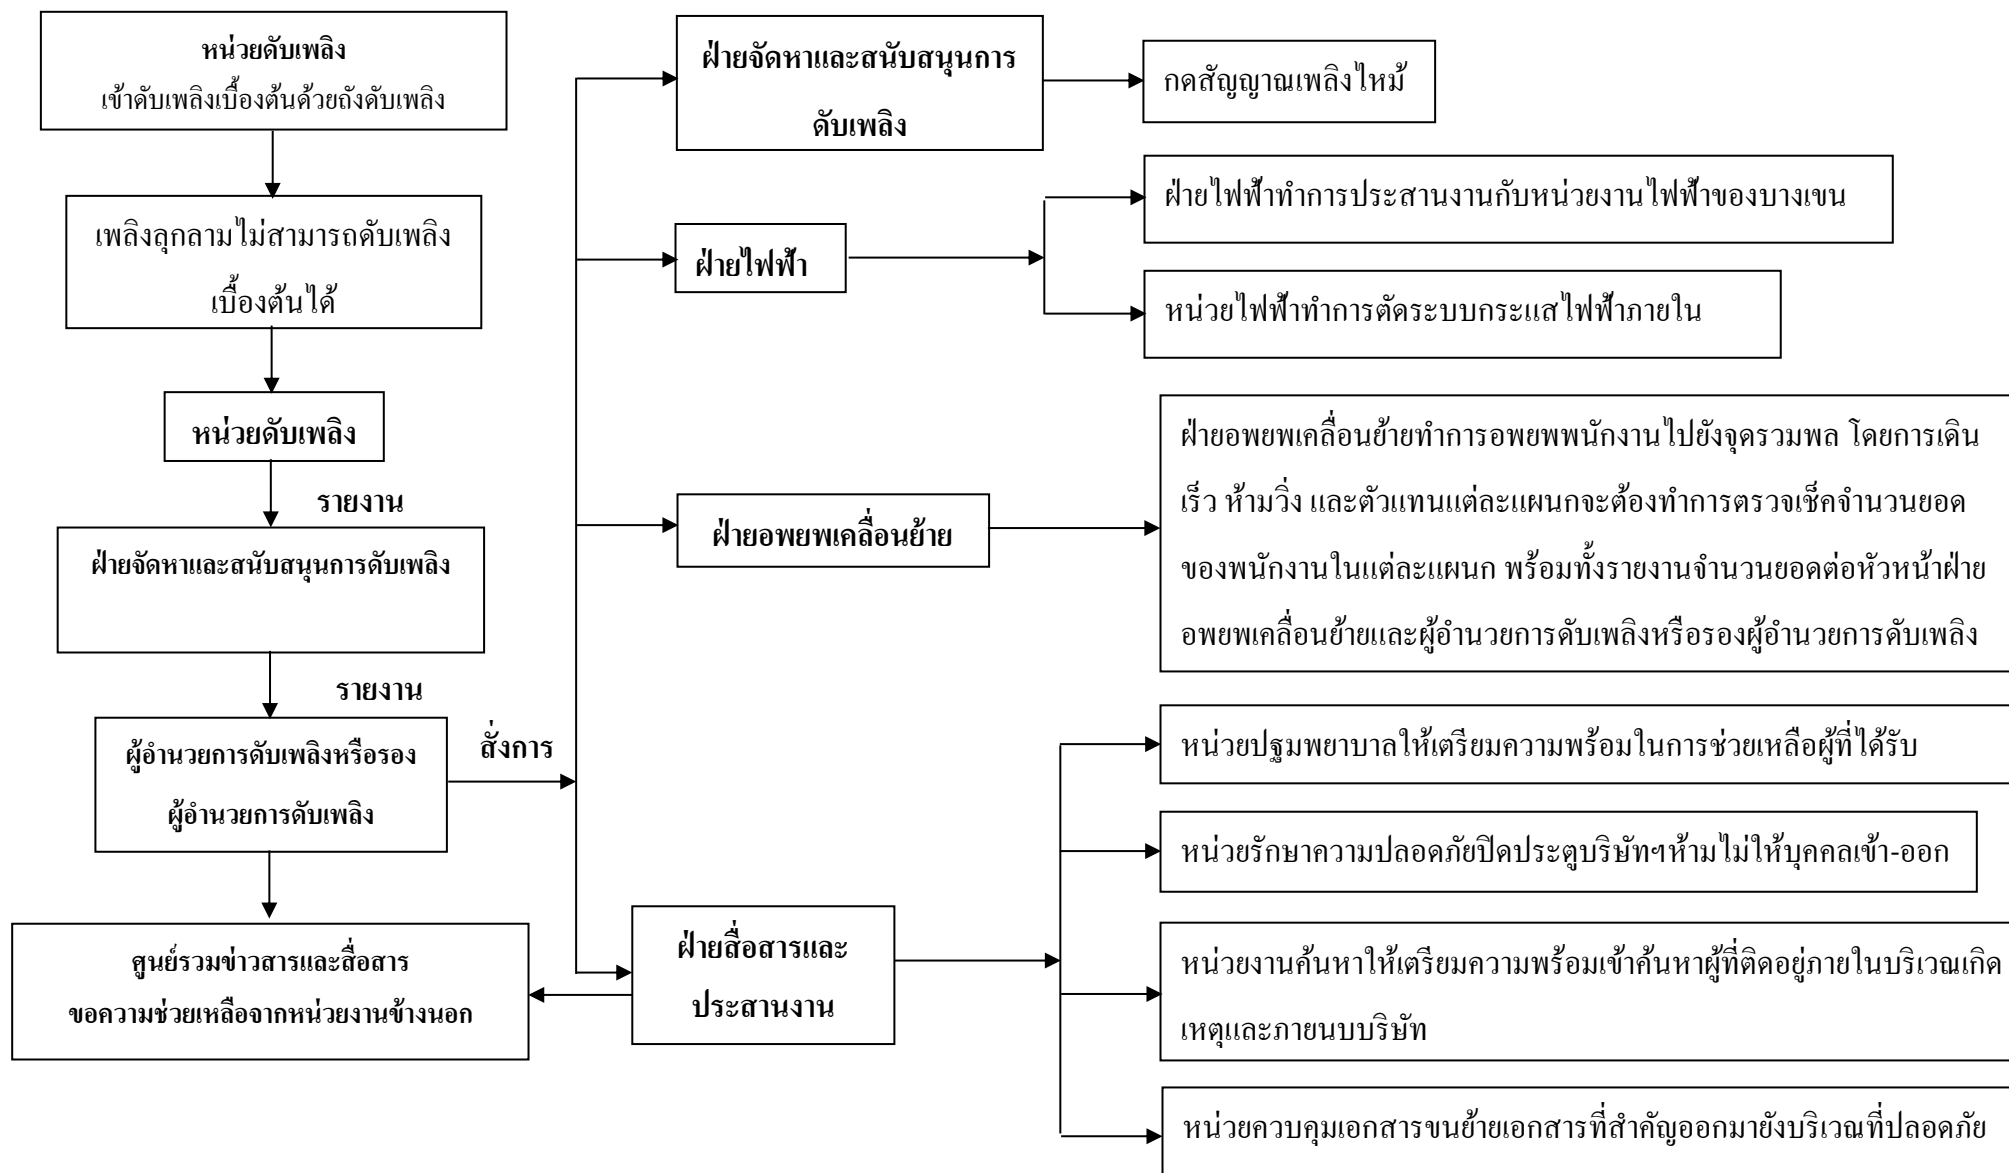 หน่วยดับเพลิง
เข้าดับเพลิงเบื้องต้นด้วยถังดับเพลิง
เพลิงลุกลามไม่สามารถดับเพลิง
เบื้องต้นได้
หน่วยดับเพลิง
รายงาน
ฝ่ายจัดหาและสนับสนุนการดับเพลิง
รายงาน
ผู้อำนวยการดับเพลิงหรือรอง
ผู้อำนวยการดับเพลิง
สั่งการ
ศูนย์รวมข่าวสารและสื่อสาร
ขอความช่วยเหลือจากหน่วยงานข้างนอก
ฝ่ายจัดหาและสนับสนุนการ
ดับเพลิง
กดสัญญาณเพลิงไหม้
ฝ่ายไฟฟ้า
ฝ่ายไฟฟ้าทำการประสานงานกับหน่วยงานไฟฟ้าของบางเขน
หน่วยไฟฟ้าทำการตัดระบบกระแสไฟฟ้าภายใน
ฝ่ายอพยพเคลื่อนย้าย
ฝ่ายอพยพเคลื่อนย้ายทำการอพยพพนักงานไปยังจุดรวมพล โดยการเดิน
เร็ว ห้ามวิ่ง และตัวแทนแต่ละแผนกจะต้องทำการตรวจเช็คจำนวนยอด
ของพนักงานในแต่ละแผนก พร้อมทั้งรายงานจำนวนยอดต่อหัวหน้าฝ่าย
อพยพเคลื่อนย้ายและผู้อำนวยการดับเพลิงหรือรองผู้อำนวยการดับเพลิง
ฝ่ายสื่อสารและ
ประสานงาน
หน่วยปฐมพยาบาลให้เตรียมความพร้อมในการช่วยเหลือผู้ที่ได้รับ
หน่วยรักษาความปลอดภัยปิดประตูบริษัทฯห้ามไม่ให้บุคคลเข้า-ออก
หน่วยงานค้นหาให้เตรียมความพร้อมเข้าค้นหาผู้ที่ติดอยู่ภายในบริเวณเกิด
เหตุและภายนบบริษัท
หน่วยควบคุมเอกสารขนย้ายเอกสารที่สำคัญออกมายังบริเวณที่ปลอดภัย